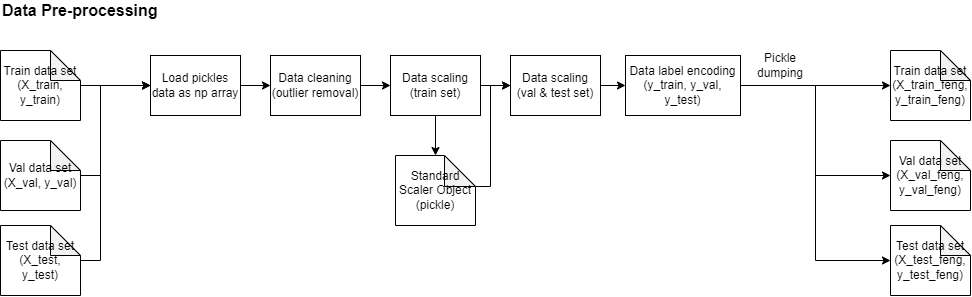 Data Pre-processing
Train data set
(X_train,
y_train)
Val data set
(X_val, y_val)
Test data set
(X_test,
y_test)
Load pickles
data as np array
Data cleaning
(outlier removal)
Data scaling
(train set)
Standard
Scaler Object
(pickle)
Data scaling
(val & test set)
Data label encoding
(y_train, y_val,
y_test)
Pickle
dumping
Train data set
(X_train_feng,
y_train_feng)
Val data set
(X_val_feng,
y_val_feng)
Test data set
(X_test_feng,
y_test_feng)